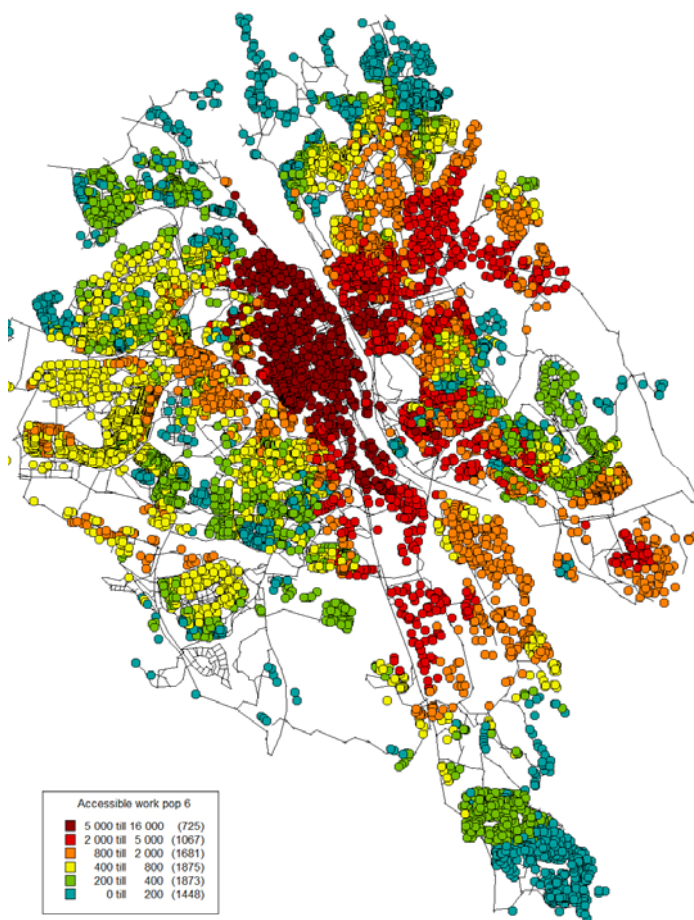 Accessible work pop 6
5 000 till 16 000 (725)
2 000 till 5 000 (1067)
800 till 2 000 (1681)
400 till 800 (1875)
200 till 400 (1873)
0 till 200 (1448)